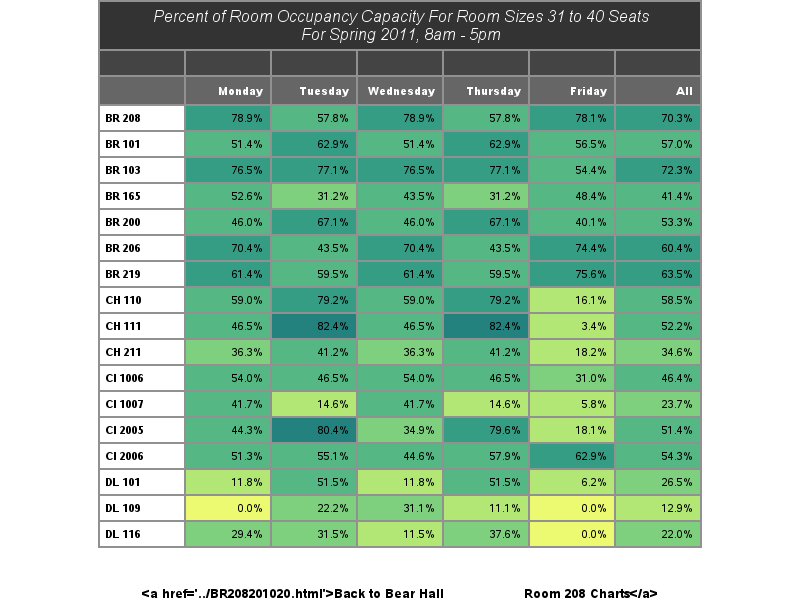 Percent of Room Occupancy Capacity For Room Sizes 31 to 40 Seats
For Spring 2011, 8am - 5pm
Monday Tuesday Wednesday Thursday Friday All
BR 208 78.9% 57.8% 78.9% 57.8% 78.1% 70.3%
BR 101 51.4% 62.9% 51.4% 62.9% 56.5% 57.0%
BR 103 76.5% 77.1% 76.5% 77.1% 54.4% 72.3%
BR 165 52.6% 31.2% 43.5% 31.2% 48.4% 41.4%
BR 200 46.0% 67.1% 46.0% 67.1% 40.1% 53.3%
BR 206 70.4% 43.5% 70.4% 43.5% 74.4% 60.4%
BR 219 61.4% 59.5% 61.4% 59.5% 75.6% 63.5%
CH 110 59.0% 79.2% 59.0% 79.2% 16.1% 58.5%
CH 111 46.5% 82.4% 46.5% 82.4% 3.4% 52.2%
CH 211 36.3% 41.2% 36.3% 41.2% 18.2% 34.6%
CI 1006 54.0% 46.5% 54.0% 46.5% 31.0% 46.4%
CI 1007 41.7% 14.6% 41.7% 14.6% 5.8% 23.7%
CI 2005 44.3% 80.4% 34.9% 79.6% 18.1% 51.4%
CI 2006 51.3% 55.1% 44.6% 57.9% 62.9% 54.3%
DL 101 11.8% 51.5% 11.8% 51.5% 6.2% 26.5%
DL 109 0.0% 22.2% 31.1% 11.1% 0.0% 12.9%
DL 116 29.4% 31.5% 11.5% 37.6% 0.0% 22.0%
<a href='../BR208201020.html'>Back to Bear Hall Room 208 Charts</a>